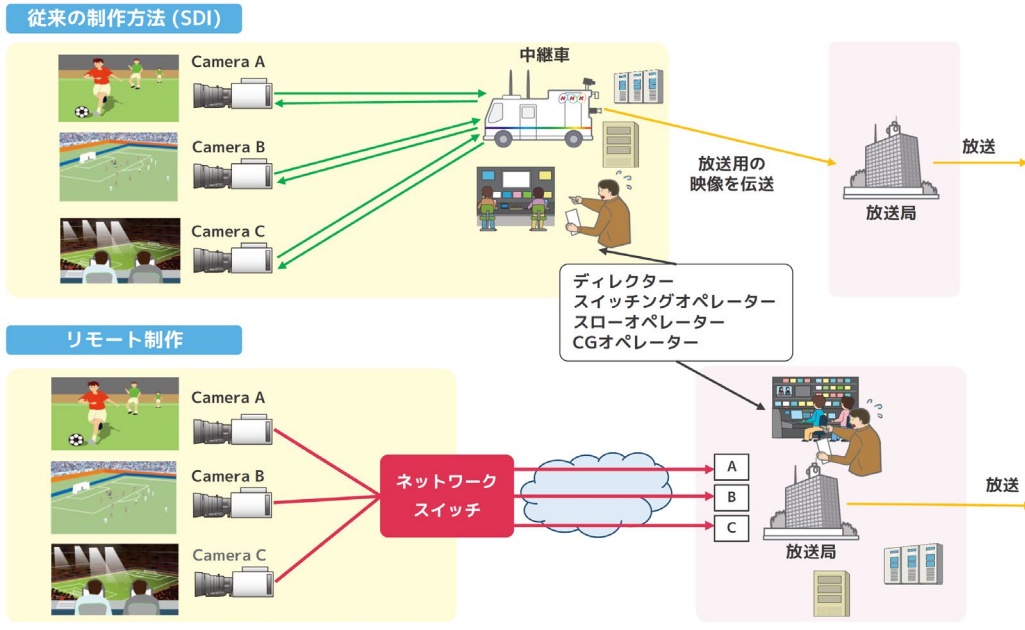 従来の制作方法 (SDI)
Camera A
Camera B
Camera C
中継車
NHK
放送用の
映像を伝送
放送局
放送
ディレクター
スイッチングオペレーター
スローオペレーター
CGオペレーター
リモート制作
Camera A
Camera B
Camera C
ネットワーク
スイッチ
A
B
C
放送局
放送